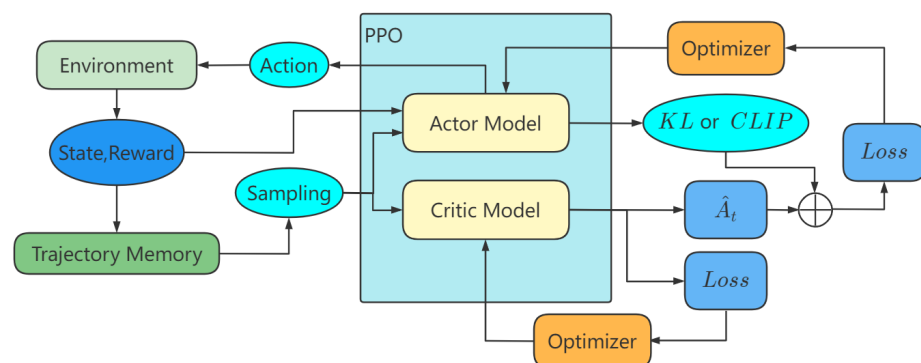 PPO
Optimizer
Environment
Action
Actor Model
KL or CLIP
State,Reward
Loss
Sampling
Critic Model
Â_t
Trajectory Memory
Loss
Optimizer